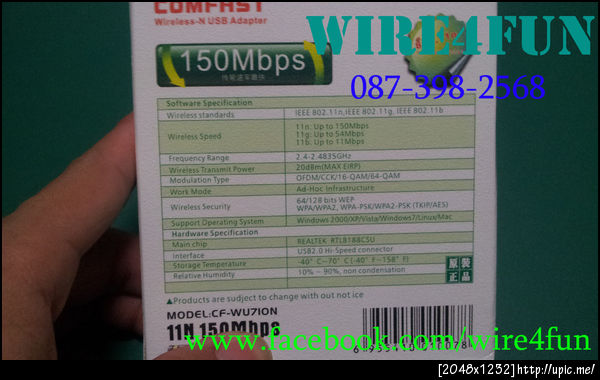 COMFAST
WIRE4FUN
Wireless-N USB Adapter
150Mbps
087-398-2568
Software Specification
Wireless standards IEEE 802.11n,IEEE 802.11g, IEEE 802.11b
Wireless Speed 11n: Up to 150Mbps
11g: Up to 54Mbps
11b: Up to 11Mbps
Frequency Range 2.4-2.4835GHz
Wireless Transmit Power 20dBm(MAX EIRP)
Modulation Type OFDM/CCK/16-QAM/64-QAM
Work Mode Ad-Hoc Infrastructure
Wireless Security 64/128 bits WEP
WPA/WPA2, WPA-PSK/WPA2-PSK (TKIP/AES)
Support Operating System Windows 2000/XP/Vista/Windows7/Linux/Mac
Hardware Specification
Main chip REALTEK RTL8188CSU
Interface USB2.0 Hi-Speed connector
Storage Temperature -40° C~70° C (-40° F~158° F)
Relative Humidity 10% ~ 90%, non condensation
原裝
正品
▲Products are subject to change with out not ice
MODEL:CF-WU710N
11N 150Mbps
www.facebook.com/wire4fun
[2048x1232] http://upic.me/